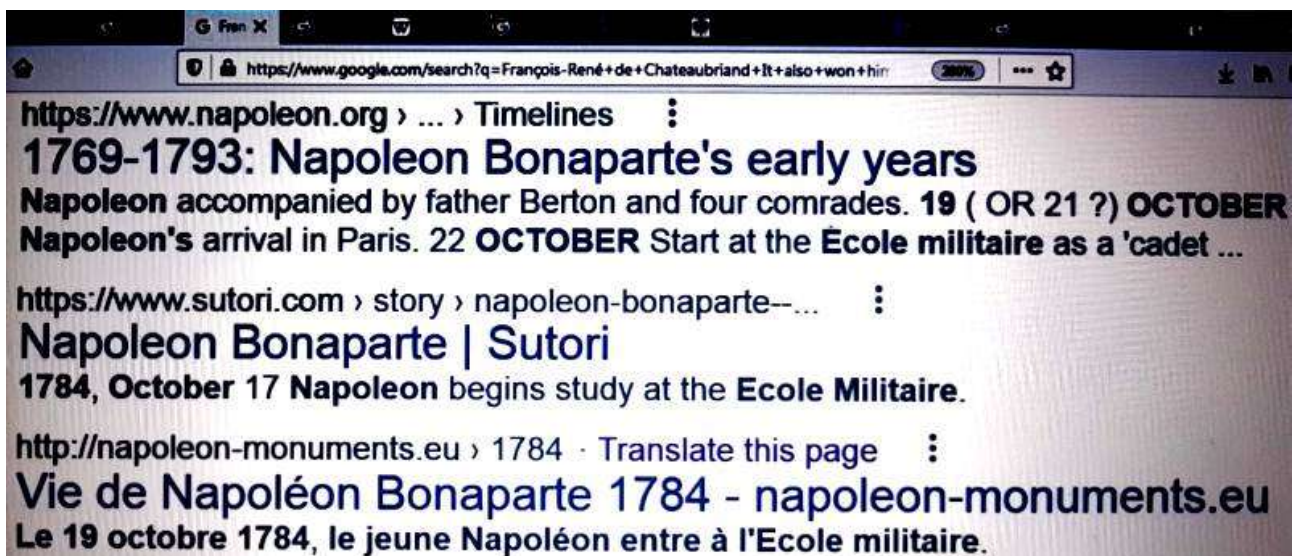 G Fren X
https://www.google.com/search?q=François-René+de+Chateaubriand+It+also+won+him 200%
https://www.napoleon.org › ... › Timelines
1769-1793: Napoleon Bonaparte's early years
Napoleon accompanied by father Berton and four comrades. 19 ( OR 21 ?) OCTOBER
Napoleon's arrival in Paris. 22 OCTOBER Start at the École militaire as a 'cadet ...
https://www.sutori.com › story › napoleon-bonaparte--...
Napoleon Bonaparte | Sutori
1784, October 17 Napoleon begins study at the Ecole Militaire.
http://napoleon-monuments.eu › 1784 · Translate this page
Vie de Napoléon Bonaparte 1784 - napoleon-monuments.eu
Le 19 octobre 1784, le jeune Napoléon entre à l'Ecole militaire.